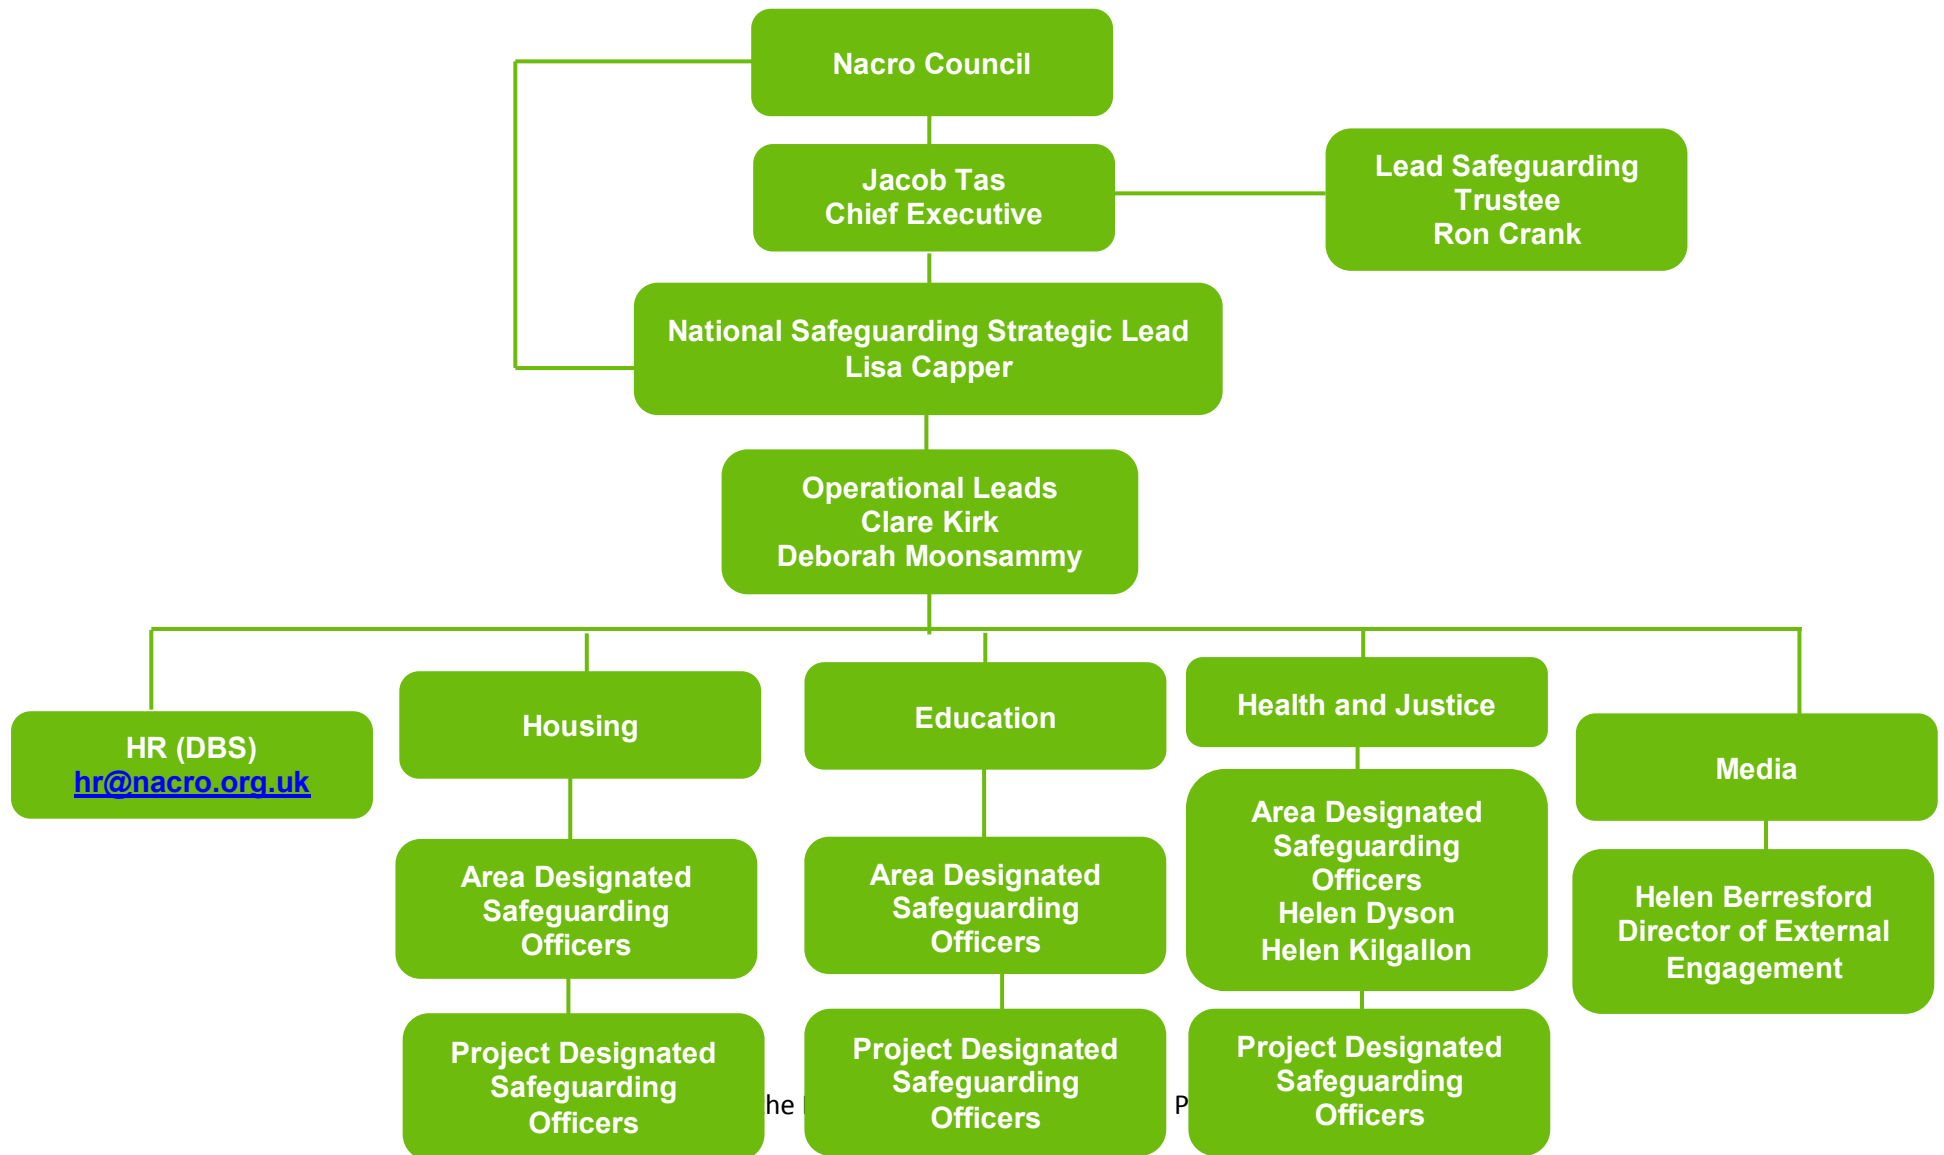 Nacro Council
Jacob Tas
Chief Executive
Lead Safeguarding
Trustee
Ron Crank
National Safeguarding Strategic Lead
Lisa Capper
Operational Leads
Clare Kirk
Deborah Moonsammy
HR (DBS)
hr@nacro.org.uk
Housing
Area Designated
Safeguarding
Officers
Project Designated
Safeguarding
Officers
Education
Area Designated
Safeguarding
Officers
Project Designated
Safeguarding
Officers
Health and Justice
Area Designated
Safeguarding
Officers
Helen Dyson
Helen Kilgallon
Project Designated
Safeguarding
Officers
Media
Helen Berresford
Director of External
Engagement